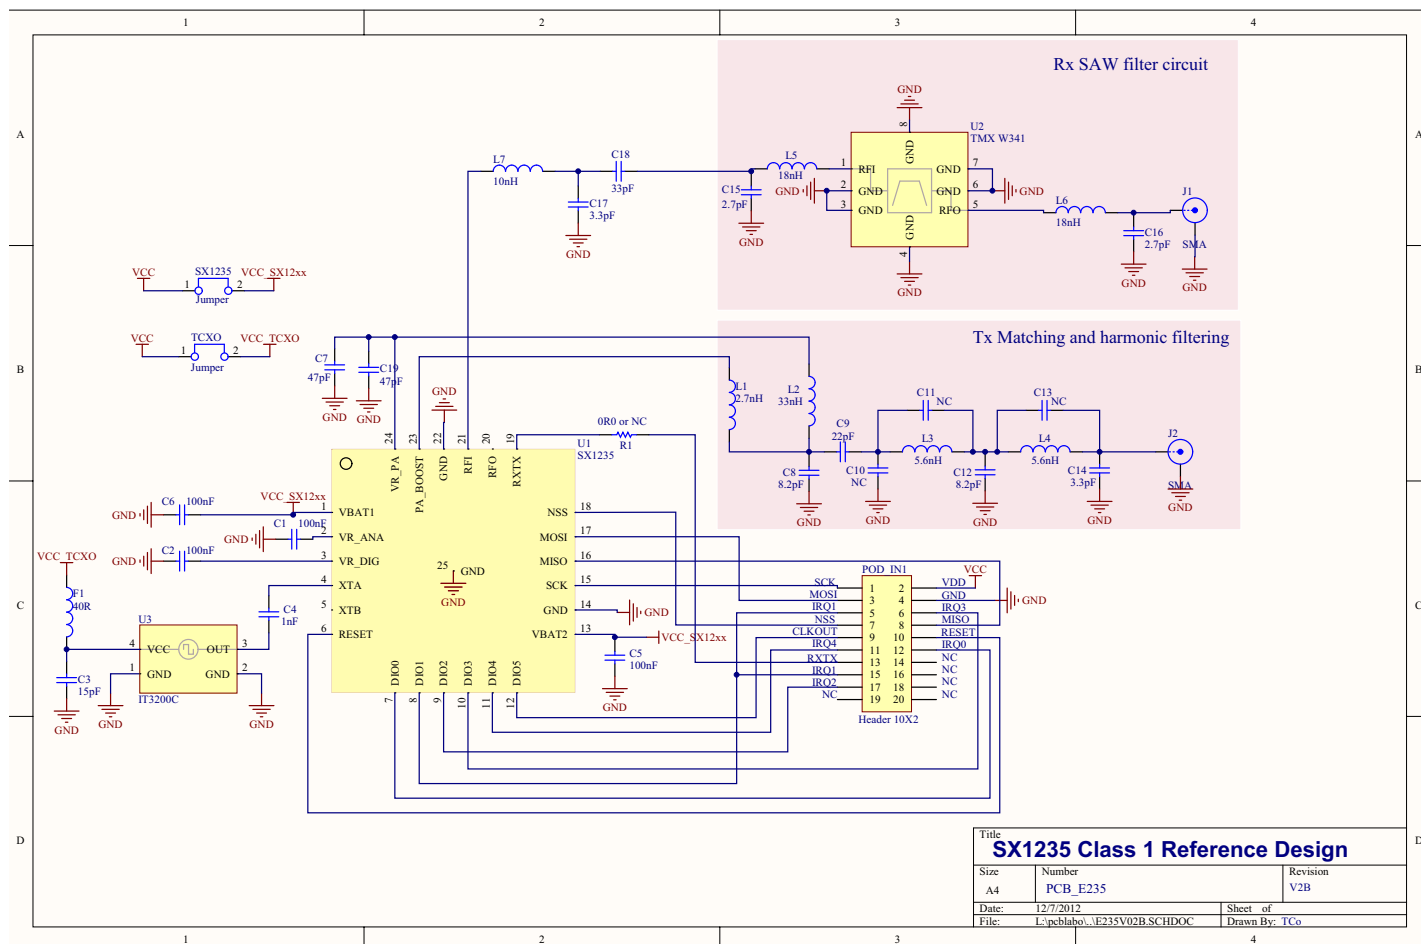 1
2
3
4
Rx SAW filter circuit
GND
A
8
U2
TMX W341
A
GND
L7
10nH
C18
33pF
L5
18nH
1
RFI
GND
7
C15
2.7pF
GND
2
GND
GND
6
GND
3
GND
RFO
5
L6
18nH
J1
C17
3.3pF
GND
GND
GND
4
GND
C16
2.7pF
SMA
GND
GND
VCC
SX1235
VCC_SX12xx
1
2
Jumper
VCC
TCXO
VCC_TCXO
1
2
Jumper
Tx Matching and harmonic filtering
B
B
C7
47pF
C19
47pF
GND
GND
GND
L1
2.7nH
L2
33nH
C11
NC
C13
NC
0R0 or NC
R1
C9
22pF
L3
5.6nH
L4
5.6nH
J2
C8
8.2pF
C10
NC
C12
8.2pF
C14
3.3pF
SMA
GND
GND
GND
GND
GND
24
23
22
21
20
19
U1
SX1235
VR_PA
PA_BOOST
GND
RFI
RFO
RXTX
C6
100nF
VCC_SX12xx
GND
1
VBAT1
NSS
18
C1
100nF
GND
2
VR_ANA
MOSI
17
C2
100nF
GND
3
VR_DIG
MISO
16
25
GND
GND
4
XTA
SCK
15
5
XTB
GND
14
GND
6
RESET
VBAT2
13
VCC_SX12xx
C5
100nF
GND
DIO0
DIO1
DIO2
DIO3
DIO4
DIO5
7
8
9
10
11
12
C
C
VCC_TCXO
F1
40R
C4
1nF
U3
4
VCC
OUT
3
1
GND
GND
2
IT3200C
C3
15pF
GND
GND
GND
POD_IN1
VCC
SCK
1
2
VDD
MOSI
3
4
GND
GND
IRQ1
5
6
IRQ3
NSS
7
8
MISO
CLKOUT
9
10
RESET
IRQ4
11
12
IRQ0
RXTX
13
14
NC
IRQ1
15
16
NC
IRQ2
17
18
NC
NC
19
20
NC
Header 10X2
D
D
Title
SX1235 Class 1 Reference Design
Size
Number
Revision
A4
PCB_E235
V2B
Date:
12/7/2012
Sheet of
File:
L:\pcblabo\..\E235V02B.SCHDOC
Drawn By: TCo
1
2
3
4